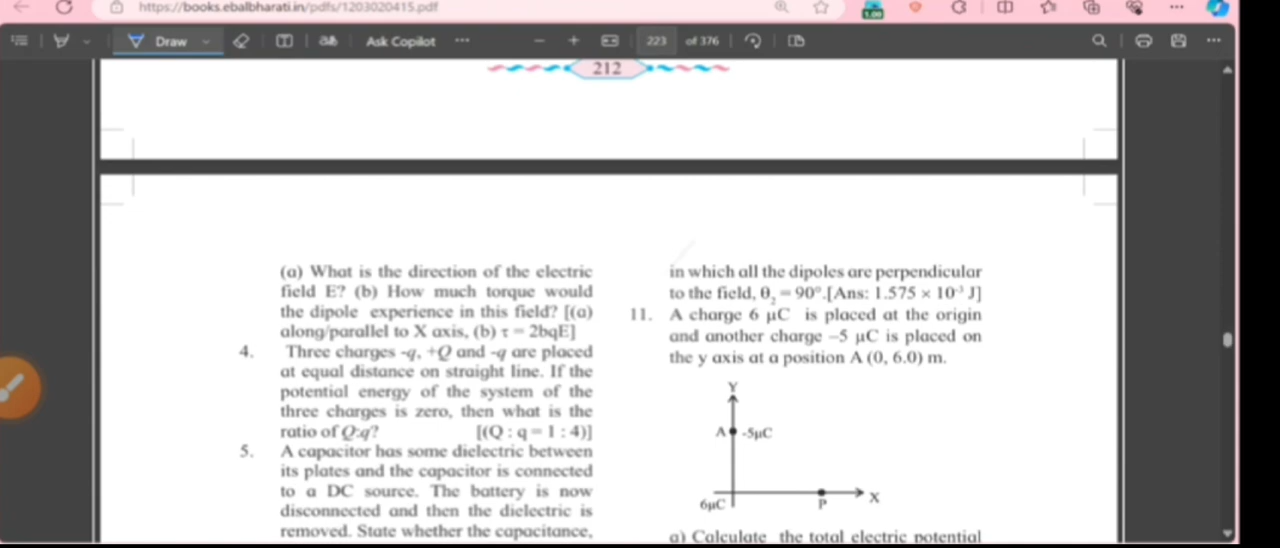 https://books.ebalbharati.in/pdfs/1203020415.pdf
1.00
Draw
Ask Copilot
223
of 376
212
(a) What is the direction of the electric
field E? (b) How much torque would
the dipole experience in this field? [(a)
along/parallel to X axis, (b) τ = 2bqE]
4. Three charges -q, +Q and -q are placed
at equal distance on straight line. If the
potential energy of the system of the
three charges is zero, then what is the
ratio of Q:q? [(Q : q = 1 : 4)]
5. A capacitor has some dielectric between
its plates and the capacitor is connected
to a DC source. The battery is now
disconnected and then the dielectric is
removed. State whether the capacitance,
in which all the dipoles are perpendicular
to the field, θ₂ = 90°.[Ans: 1.575 × 10⁻³ J]
11. A charge 6 µC is placed at the origin
and another charge –5 µC is placed on
the y axis at a position A (0, 6.0) m.
Y
A -5µC
6µC P X
a) Calculate the total electric potential